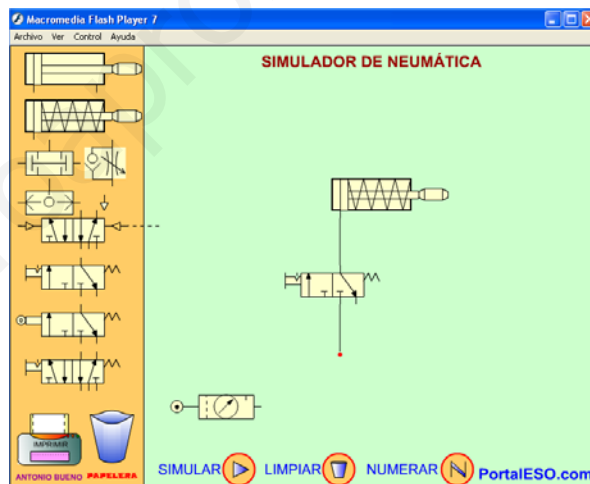 Macromedia Flash Player 7
Archivo Ver Control Ayuda
SIMULADOR DE NEUMÁTICA
IMPRIMIR
ANTONIO BUENO PAPELERA
SIMULAR LIMPIAR NUMERAR N PortalESO.com